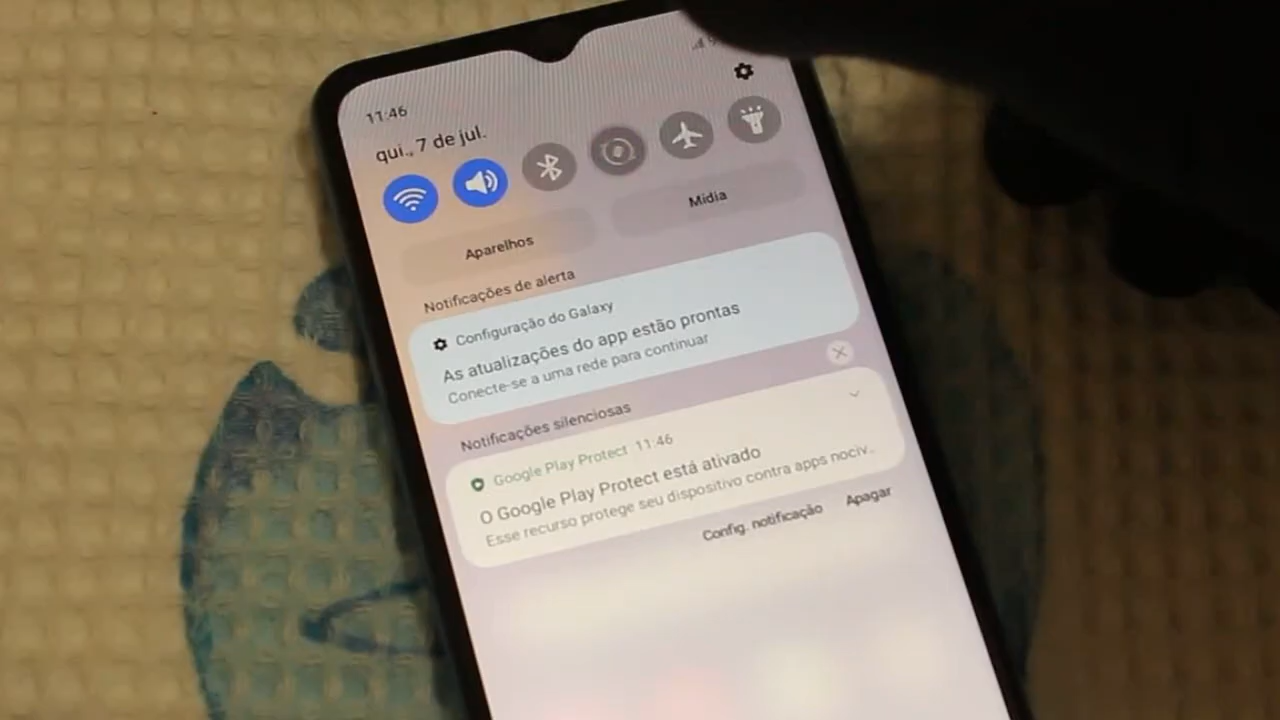 11:46
qui., 7 de jul.
Aparelhos
Mídia
Notificações de alerta
Configuração do Galaxy
As atualizações do app estão prontas
Conecte-se a uma rede para continuar
Notificações silenciosas
Google Play Protect 11:46
O Google Play Protect está ativado
Esse recurso protege seu dispositivo contra apps nociv..
Config. notificação
Apagar